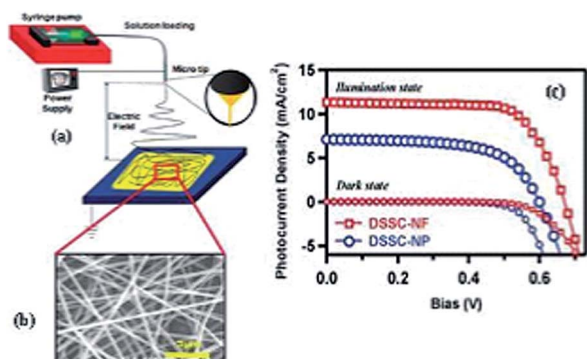 Syringe pump
Solution loading
Micro tip
Power
Supply
Electric
Field
(a)
(b)
(c)
Photocurrent Density (mA/cm²)
15
10
5
0
-5
Illumination state
Dark state
DSSC-NF
DSSC-NP
0.0
0.2
0.4
0.6
Bias (V)